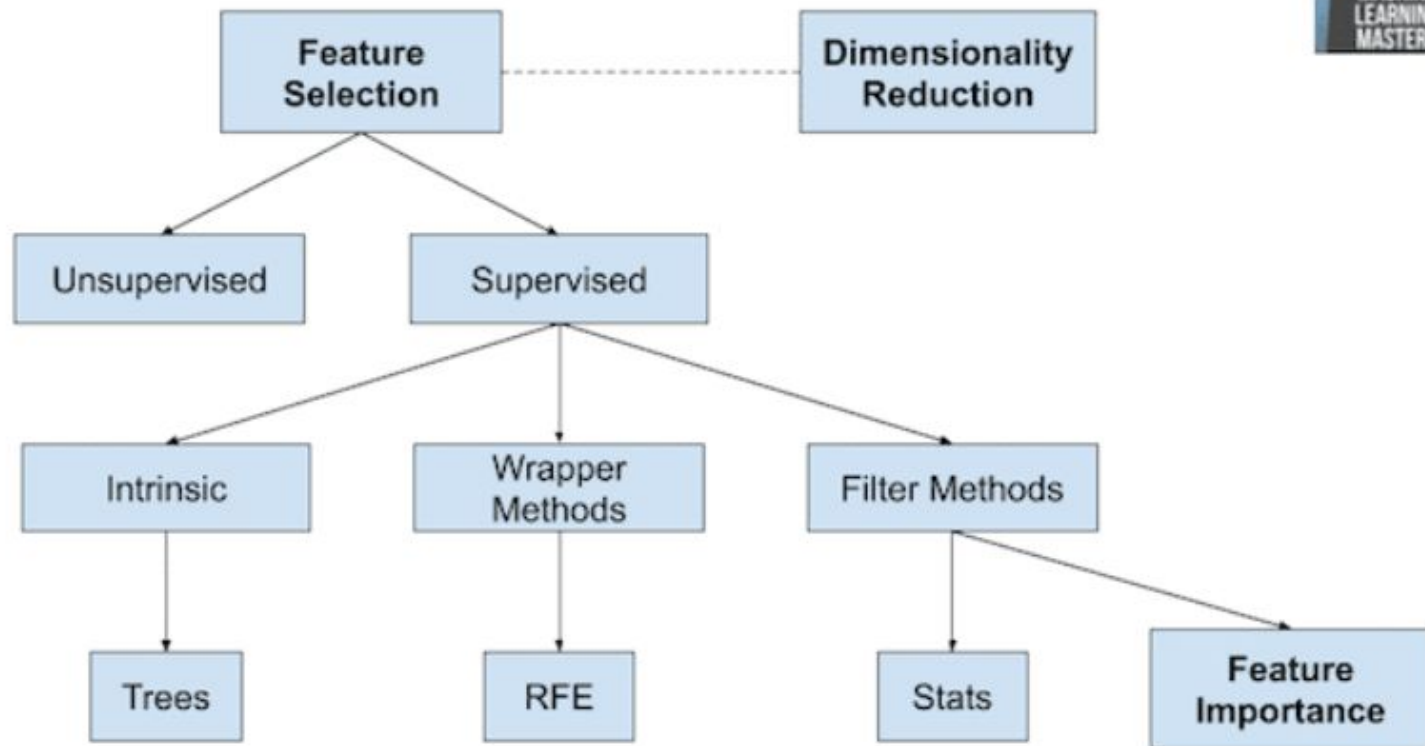 LEARNIN
MASTER
Feature
Selection
Dimensionality
Reduction
Unsupervised
Supervised
Intrinsic
Wrapper
Methods
Filter Methods
Trees
RFE
Stats
Feature
Importance